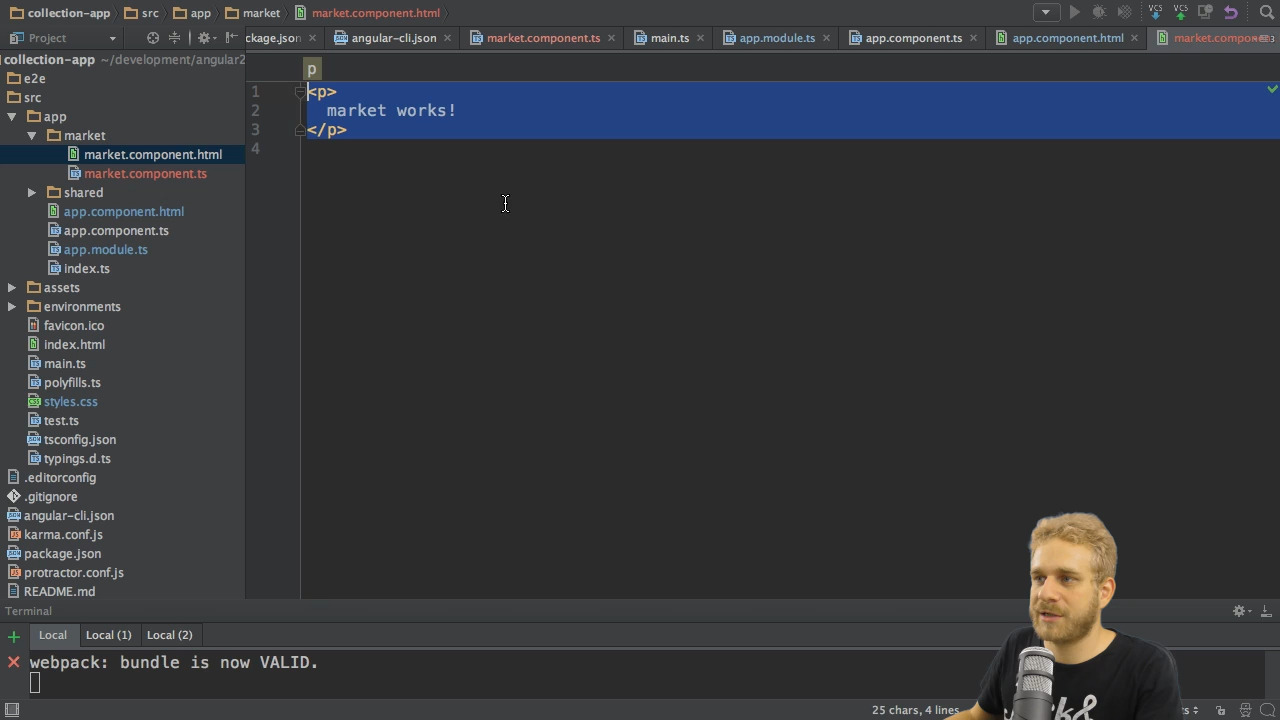 collection-app src app market market.component.html
Project
ckage.json angular-cli.json market.component.ts main.ts app.module.ts app.component.ts app.component.html market.compone
collection-app ~/development/angular2
e2e
src
app
market
market.component.html
market.component.ts
shared
app.component.html
app.component.ts
app.module.ts
index.ts
assets
environments
favicon.ico
index.html
main.ts
polyfills.ts
styles.css
test.ts
tsconfig.json
typings.d.ts
.editorconfig
.gitignore
angular-cli.json
karma.conf.js
package.json
protractor.conf.js
README.md
p
1 <p>
2 market works!
3 </p>
4
Terminal
Local Local (1) Local (2)
webpack: bundle is now VALID.
25 chars, 4 lines
VCS VCS